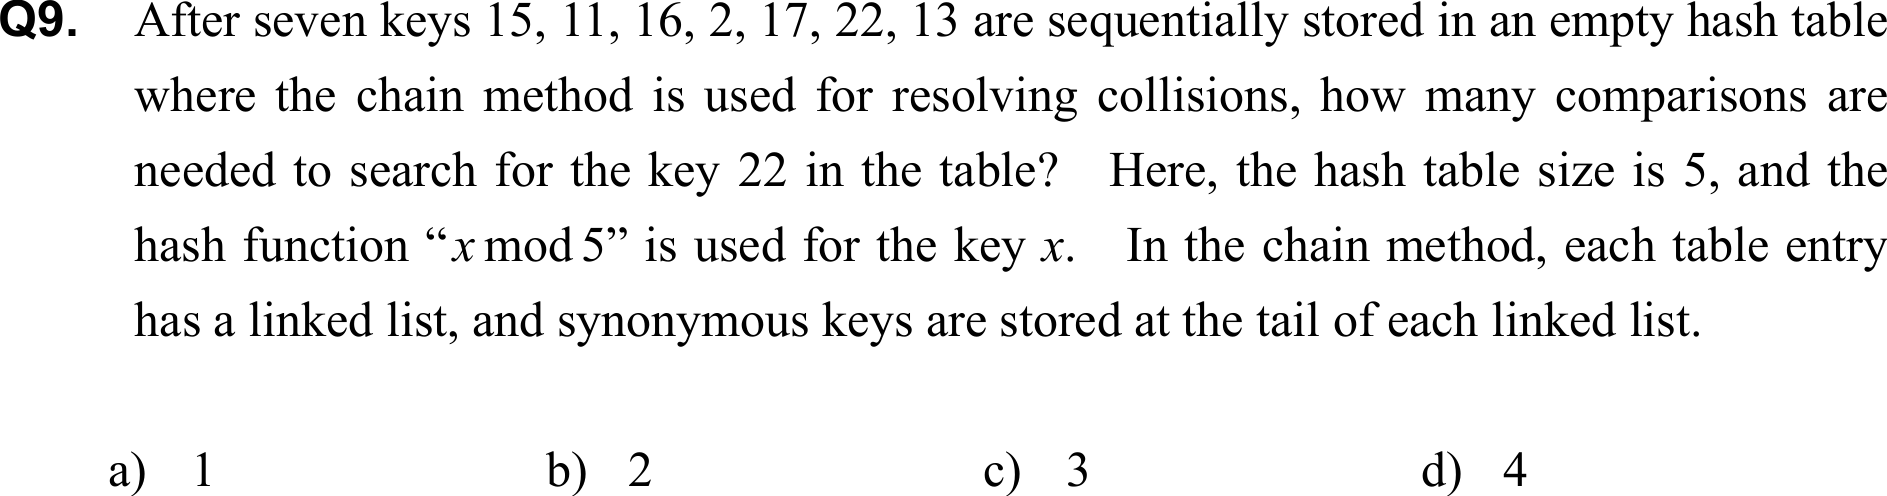 Q9. After seven keys 15, 11, 16, 2, 17, 22, 13 are sequentially stored in an empty hash table
where the chain method is used for resolving collisions, how many comparisons are
needed to search for the key 22 in the table? Here, the hash table size is 5, and the
hash function “x mod 5” is used for the key x. In the chain method, each table entry
has a linked list, and synonymous keys are stored at the tail of each linked list.
a) 1 b) 2 c) 3 d) 4